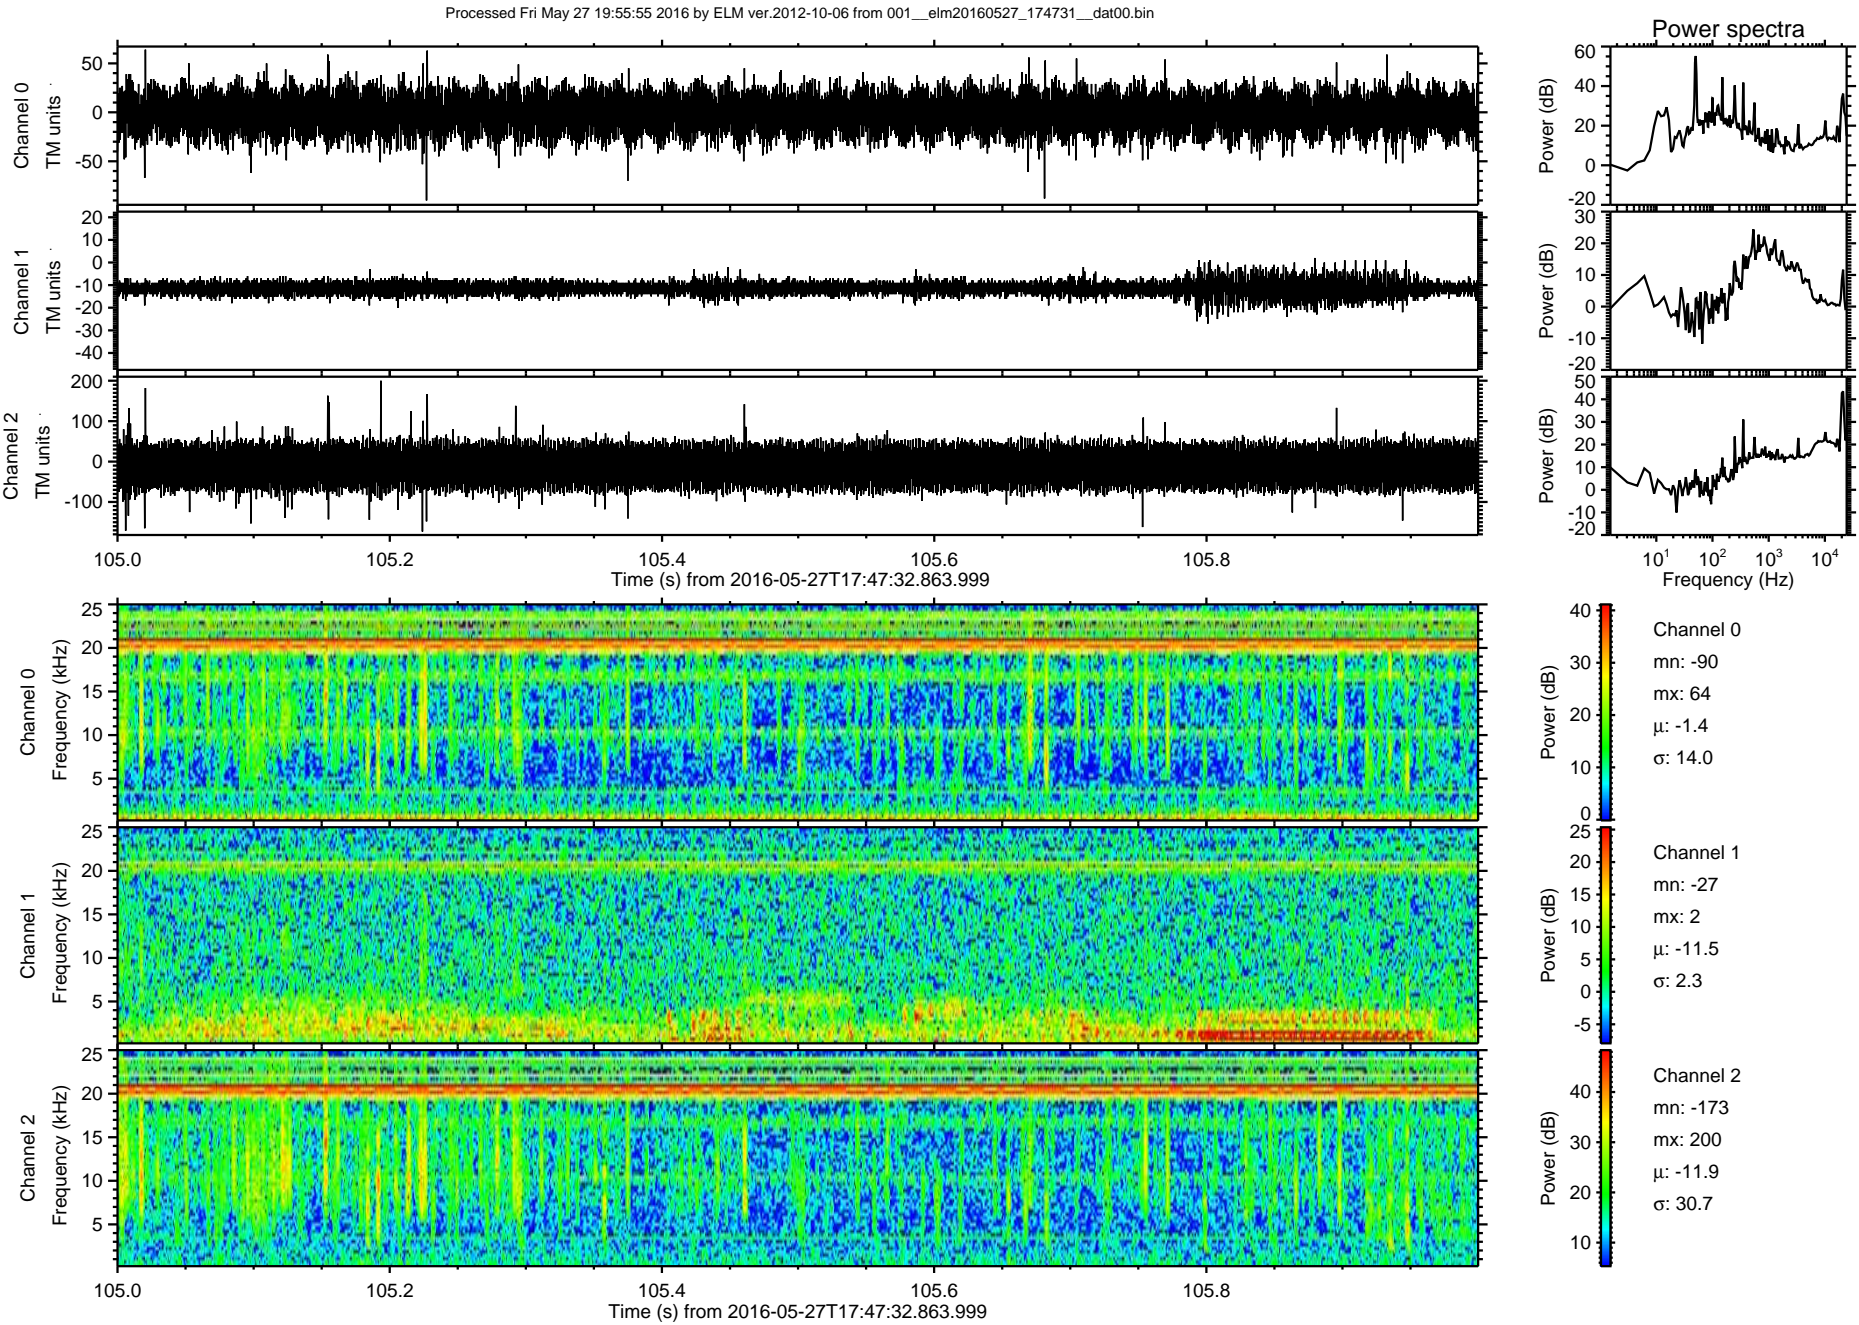 Processed Fri May 27 19:55:55 2016 by ELM ver.2012-10-06 from 001__elm20160527_174731__dat00.bin
Power spectra
Channel 0
TM units
50
0
-50
Power (dB)
60
40
20
0
-20
Channel 1
TM units
20
10
0
-10
-20
-30
-40
Power (dB)
30
20
10
0
-10
-20
Channel 2
TM units
200
100
0
-100
Power (dB)
50
40
30
20
10
0
-10
-20
105.0 105.2 105.4 105.6 105.8
Time (s) from 2016-05-27T17:47:32.863.999
10^1 10^2 10^3 10^4
Frequency (Hz)
Channel 0
Frequency (kHz)
25
20
15
10
5
Power (dB)
40
30
20
10
0
Channel 0
mn: -90
mx: 64
μ: -1.4
σ: 14.0
Channel 1
Frequency (kHz)
25
20
15
10
5
Power (dB)
25
20
15
10
5
0
-5
Channel 1
mn: -27
mx: 2
μ: -11.5
σ: 2.3
Channel 2
Frequency (kHz)
25
20
15
10
5
Power (dB)
40
30
20
10
Channel 2
mn: -173
mx: 200
μ: -11.9
σ: 30.7
105.0 105.2 105.4 105.6 105.8
Time (s) from 2016-05-27T17:47:32.863.999